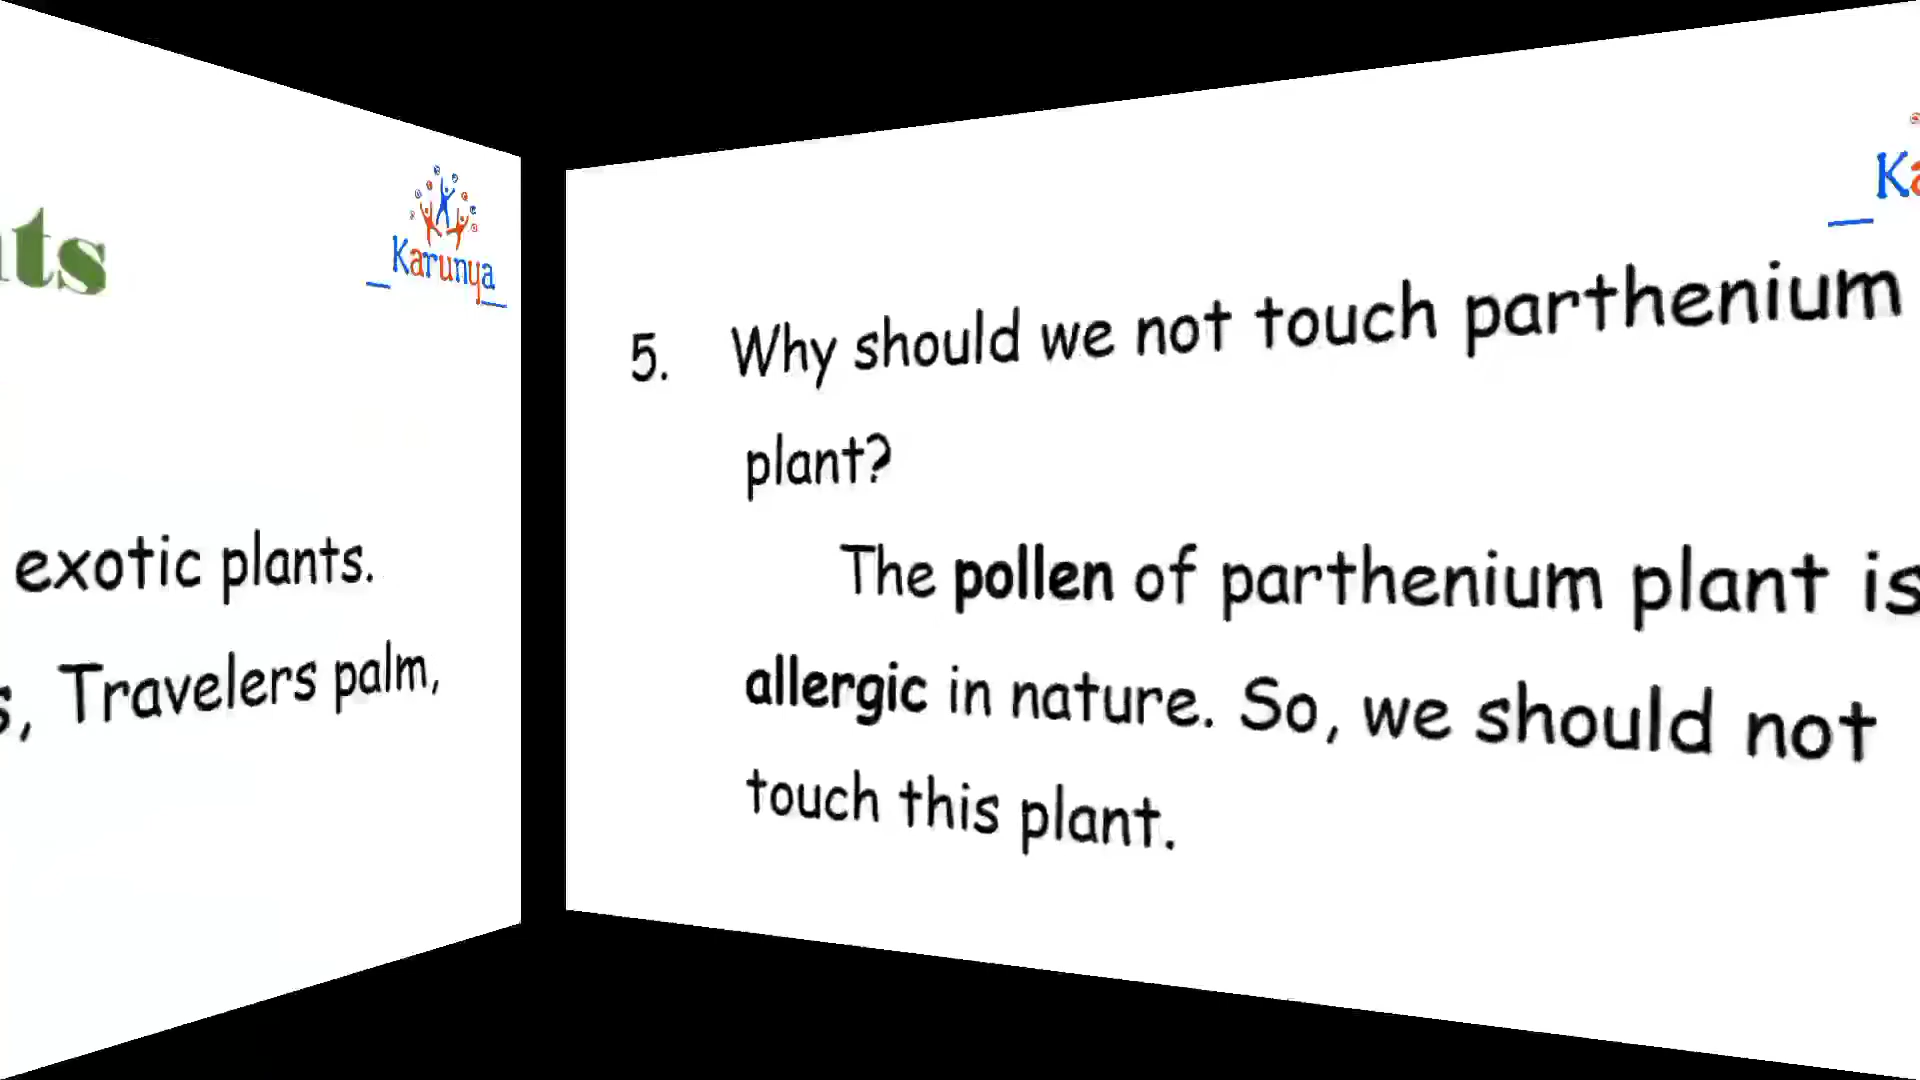 ts
Karunya
exotic plants.
s, Travelers palm,
Ka
5. Why should we not touch parthenium
plant?
The pollen of parthenium plant is
allergic in nature. So, we should not
touch this plant.